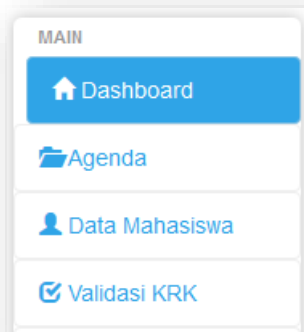 MAIN
Dashboard
Agenda
Data Mahasiswa
Validasi KRK